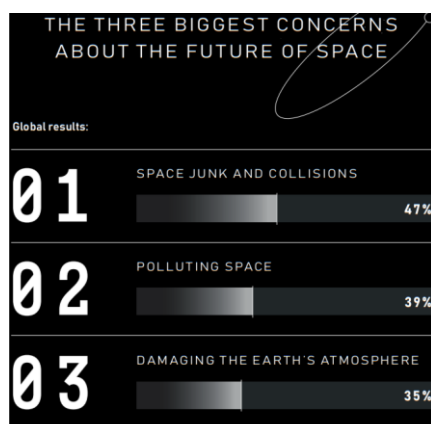 THE THREE BIGGEST CONCERNS
ABOUT THE FUTURE OF SPACE
Global results:
01
SPACE JUNK AND COLLISIONS
47%
02
POLLUTING SPACE
39%
03
DAMAGING THE EARTH'S ATMOSPHERE
35%